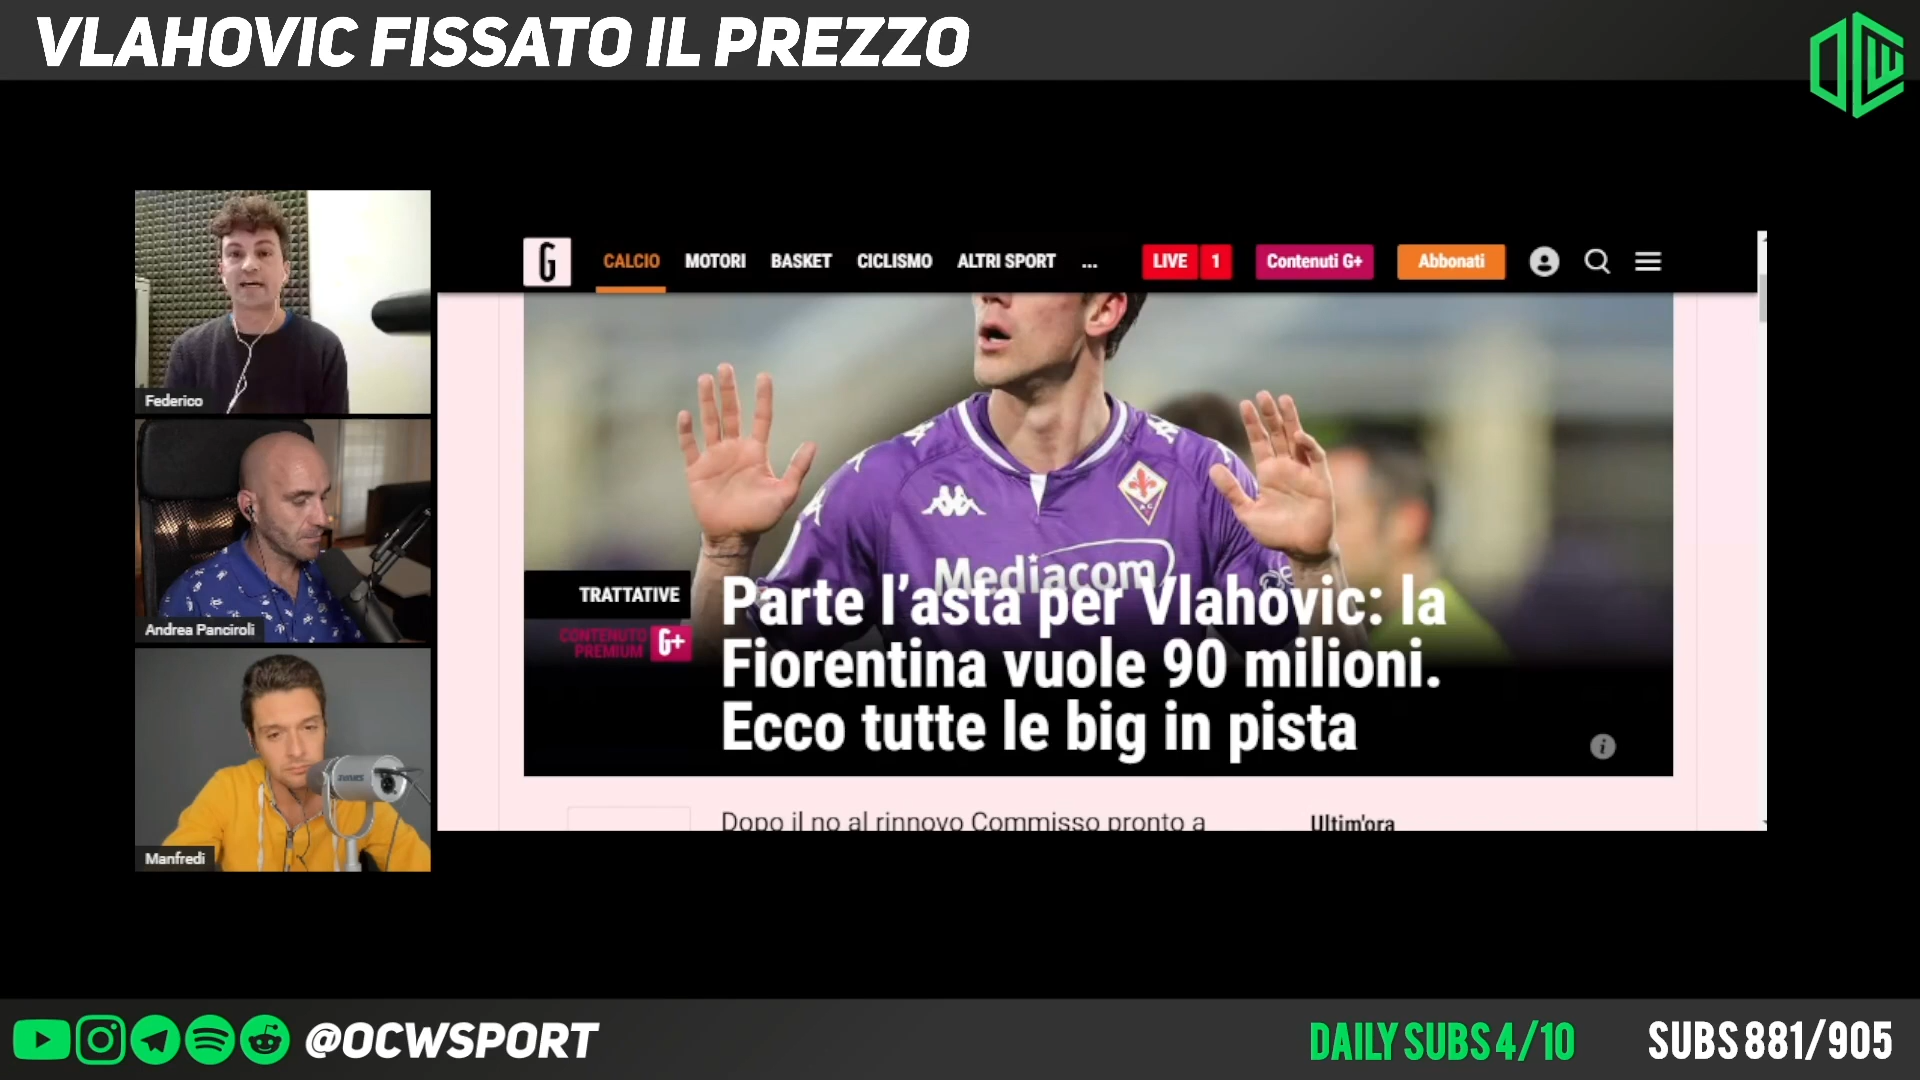 VLAHOVIC FISSATO IL PREZZO
OCW
G CALCIO MOTORI BASKET CICLISMO ALTRI SPORT ... LIVE 1 Contenuti G+ Abbonati
Federico
Andrea Panciroli
Manfredi
Mediacom
TRATTATIVE
CONTENUTO PREMIUM G+
Parte l'asta per Vlahovic: la
Fiorentina vuole 90 milioni.
Ecco tutte le big in pista
Dopo il no al rinnovo Commisso pronto a
Ultim'ora
@OCWSPORT
DAILY SUBS 4/10
SUBS 881/905